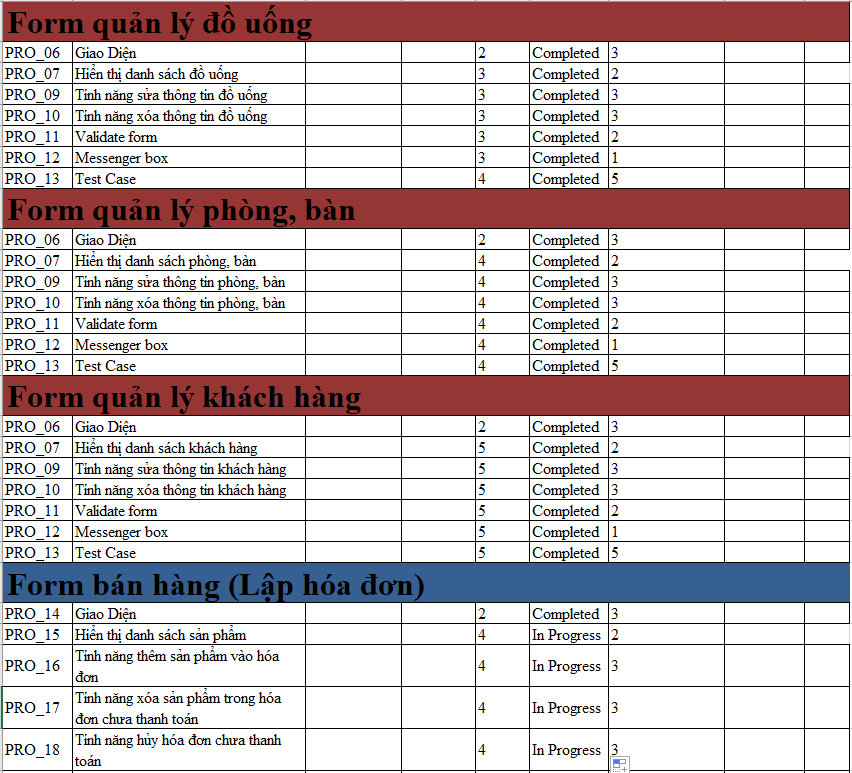 Form quản lý đồ uống
PRO_06 Giao Diện 2 Completed 3
PRO_07 Hiển thị danh sách đồ uống 3 Completed 2
PRO_09 Tính năng sửa thông tin đồ uống 3 Completed 3
PRO_10 Tính năng xóa thông tin đồ uống 3 Completed 3
PRO_11 Validate form 3 Completed 2
PRO_12 Messenger box 3 Completed 1
PRO_13 Test Case 4 Completed 5
Form quản lý phòng, bàn
PRO_06 Giao Diện 2 Completed 3
PRO_07 Hiển thị danh sách phòng, bàn 4 Completed 2
PRO_09 Tính năng sửa thông tin phòng, bàn 4 Completed 3
PRO_10 Tính năng xóa thông tin phòng, bàn 4 Completed 3
PRO_11 Validate form 4 Completed 2
PRO_12 Messenger box 4 Completed 1
PRO_13 Test Case 4 Completed 5
Form quản lý khách hàng
PRO_06 Giao Diện 2 Completed 3
PRO_07 Hiển thị danh sách khách hàng 5 Completed 2
PRO_09 Tính năng sửa thông tin khách hàng 5 Completed 3
PRO_10 Tính năng xóa thông tin khách hàng 5 Completed 3
PRO_11 Validate form 5 Completed 2
PRO_12 Messenger box 5 Completed 1
PRO_13 Test Case 5 Completed 5
Form bán hàng (Lập hóa đơn)
PRO_14 Giao Diện 2 Completed 3
PRO_15 Hiển thị danh sách sản phẩm 4 In Progress 2
PRO_16 Tính năng thêm sản phẩm vào hóa 4 In Progress 3
đơn
PRO_17 Tính năng xóa sản phẩm trong hóa 4 In Progress 3
đơn chưa thanh toán
PRO_18 Tính năng hủy hóa đơn chưa thanh 4 In Progress 3
toán